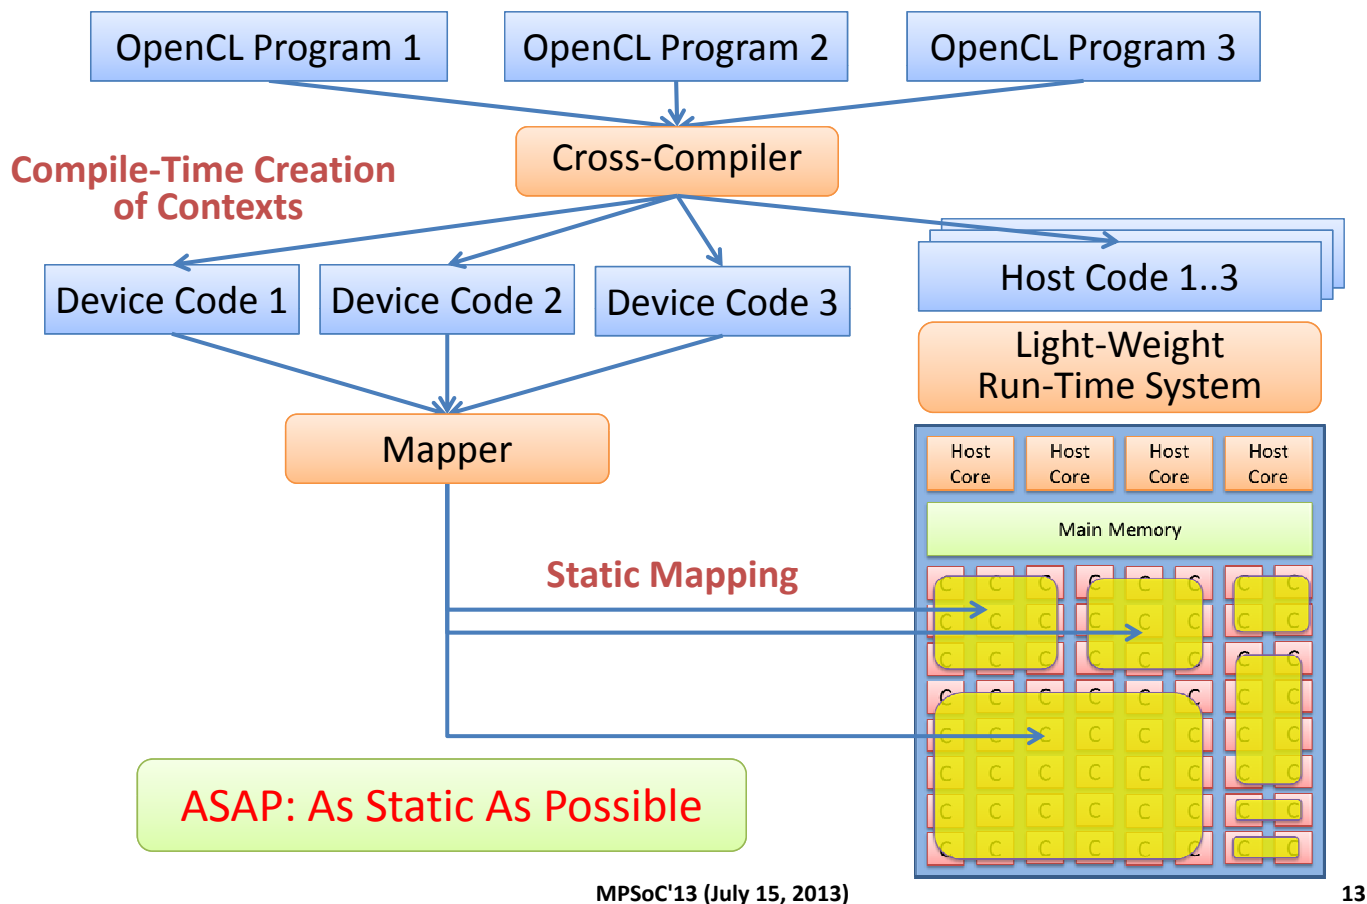 OpenCL Program 1
OpenCL Program 2
OpenCL Program 3
Cross-Compiler
Compile-Time Creation
of Contexts
Device Code 1
Device Code 2
Device Code 3
Host Code 1..3
Light-Weight
Run-Time System
Mapper
Host
Core
Host
Core
Host
Core
Host
Core
Main Memory
Static Mapping
C C C C C C C C
C C C C C C C C
C C C C C C C C
C C C C C C C C
C C C C C C C C
C C C C C C C C
C C C C C C C C
C C C C C C C C
ASAP: As Static As Possible
MPSoC'13 (July 15, 2013)
13